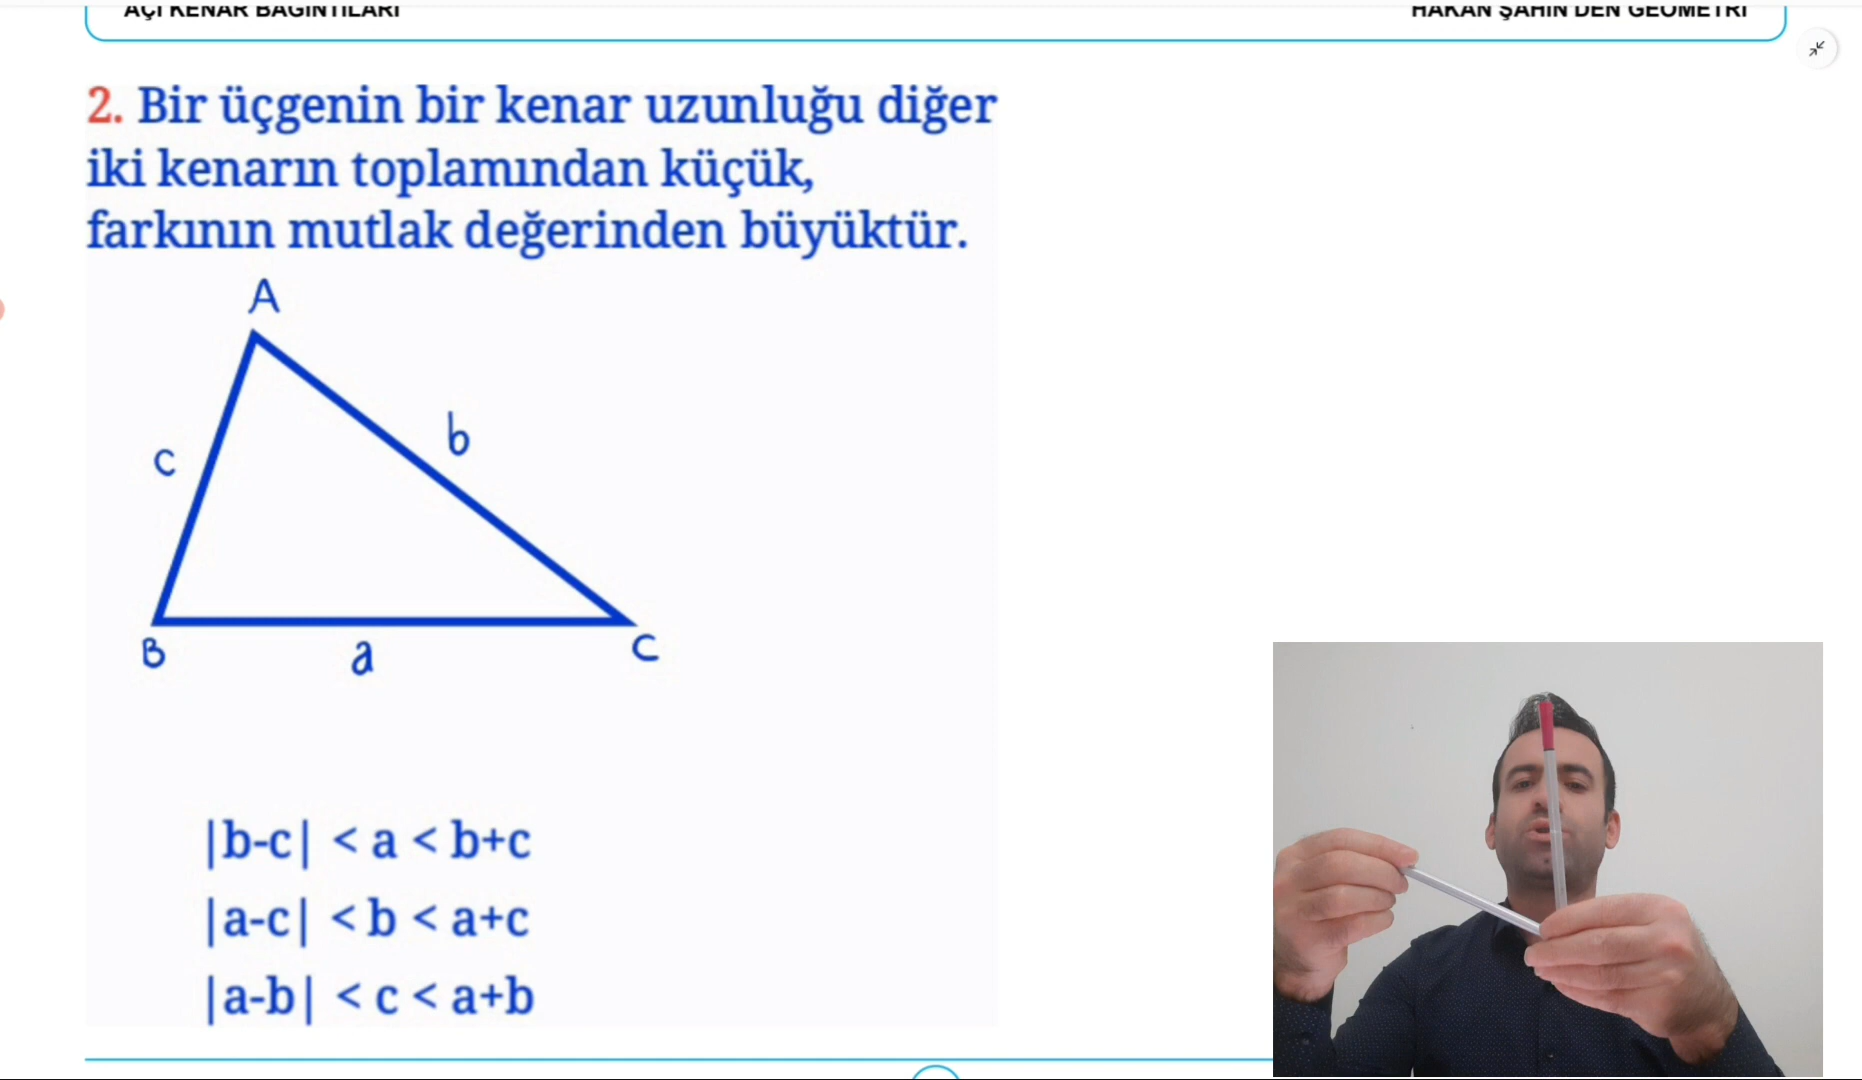 AÇI KENAR BAĞINTILARI
HAKAN ŞAHİN'DEN GEOMETRİ
2. Bir üçgenin bir kenar uzunluğu diğer
iki kenarın toplamından küçük,
farkının mutlak değerinden büyüktür.
A
c
b
B
a
C
|b-c| < a < b+c
|a-c| < b < a+c
|a-b| < c < a+b